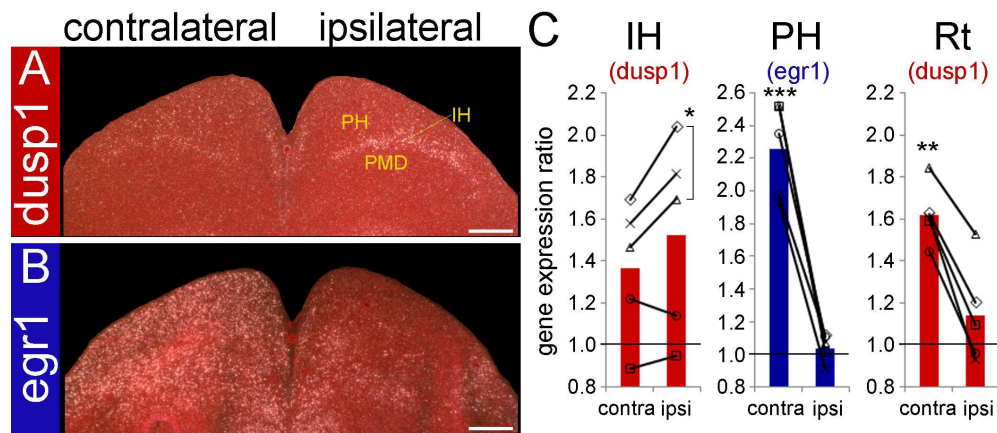 contralateral ipsilateral
A
dusp1
PH
IH
PMD
B
egr1
C
IH
(dusp1)
PH
(egr1)
Rt
(dusp1)
gene expression ratio
2.2
2.0
1.8
1.6
1.4
1.2
1.0
0.8
*
contra ipsi
2.6
2.4
2.2
2.0
1.8
1.6
1.4
1.2
1.0
0.8
***
contra ipsi
2.2
2.0
1.8
1.6
1.4
1.2
1.0
0.8
**
contra ipsi